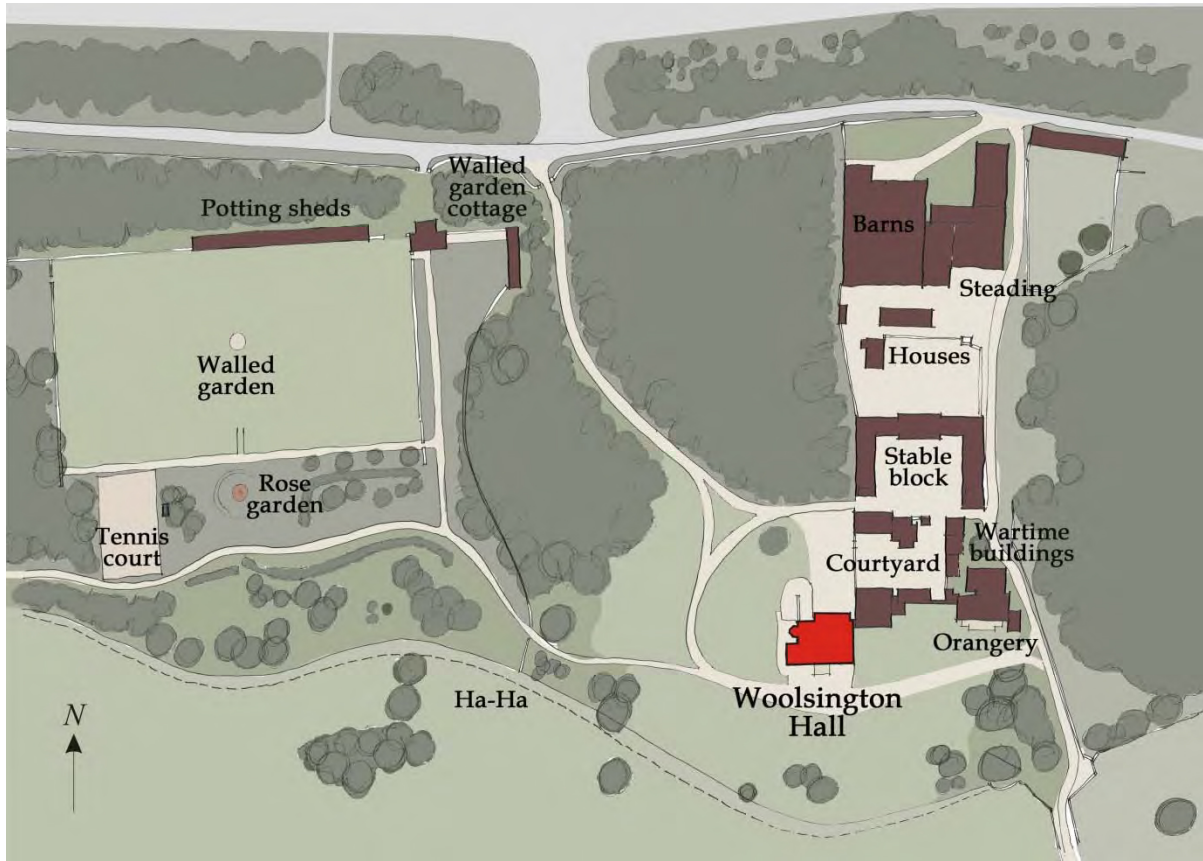 Walled
garden
cottage
Potting sheds
Barns
Steading
Walled
garden
Houses
Stable
block
Rose
garden
Tennis
court
Wartime
buildings
Courtyard
Orangery
Ha-Ha
Woolsington
Hall
N